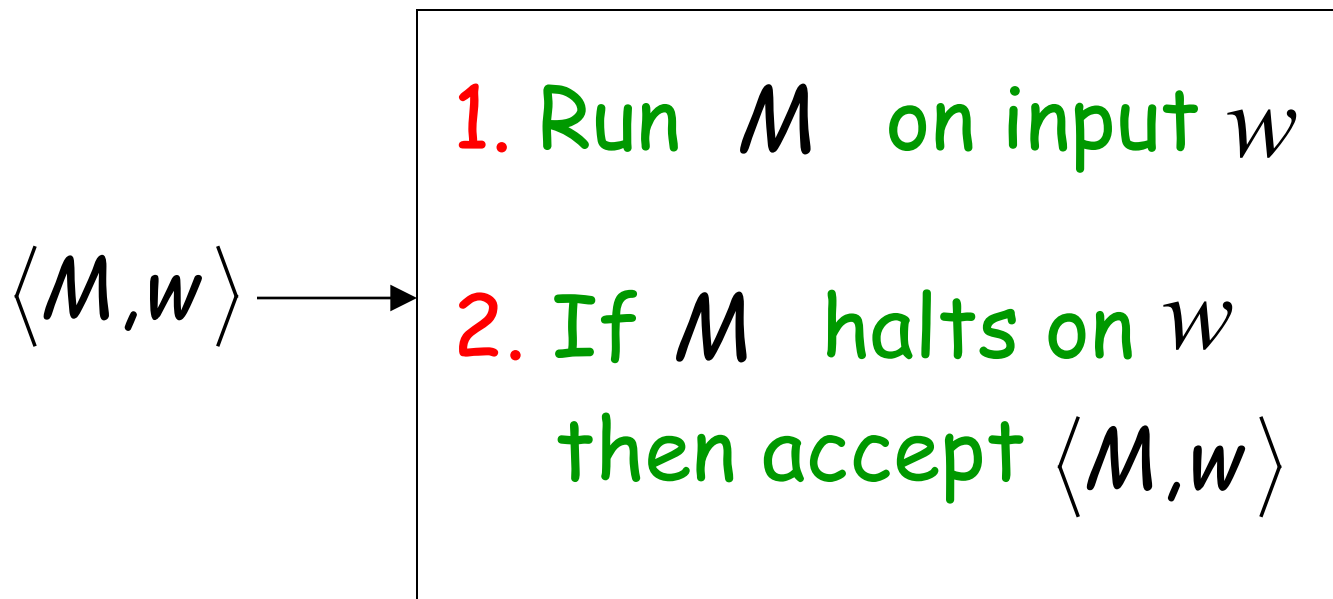 1. Run M on input w
⟨M,w⟩
2. If M halts on w
then accept ⟨M,w⟩